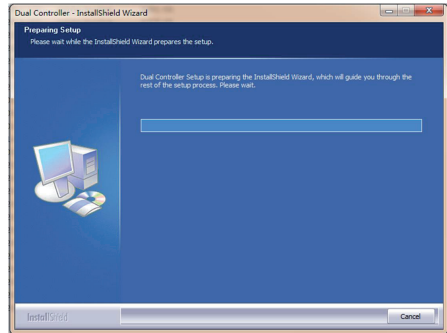 Dual Controller - InstallShield Wizard
Preparing Setup
Please wait while the InstallShield Wizard prepares the setup.
Dual Controller Setup is preparing the InstallShield Wizard, which will guide you through the
rest of the setup process. Please wait.
InstallShield
Cancel